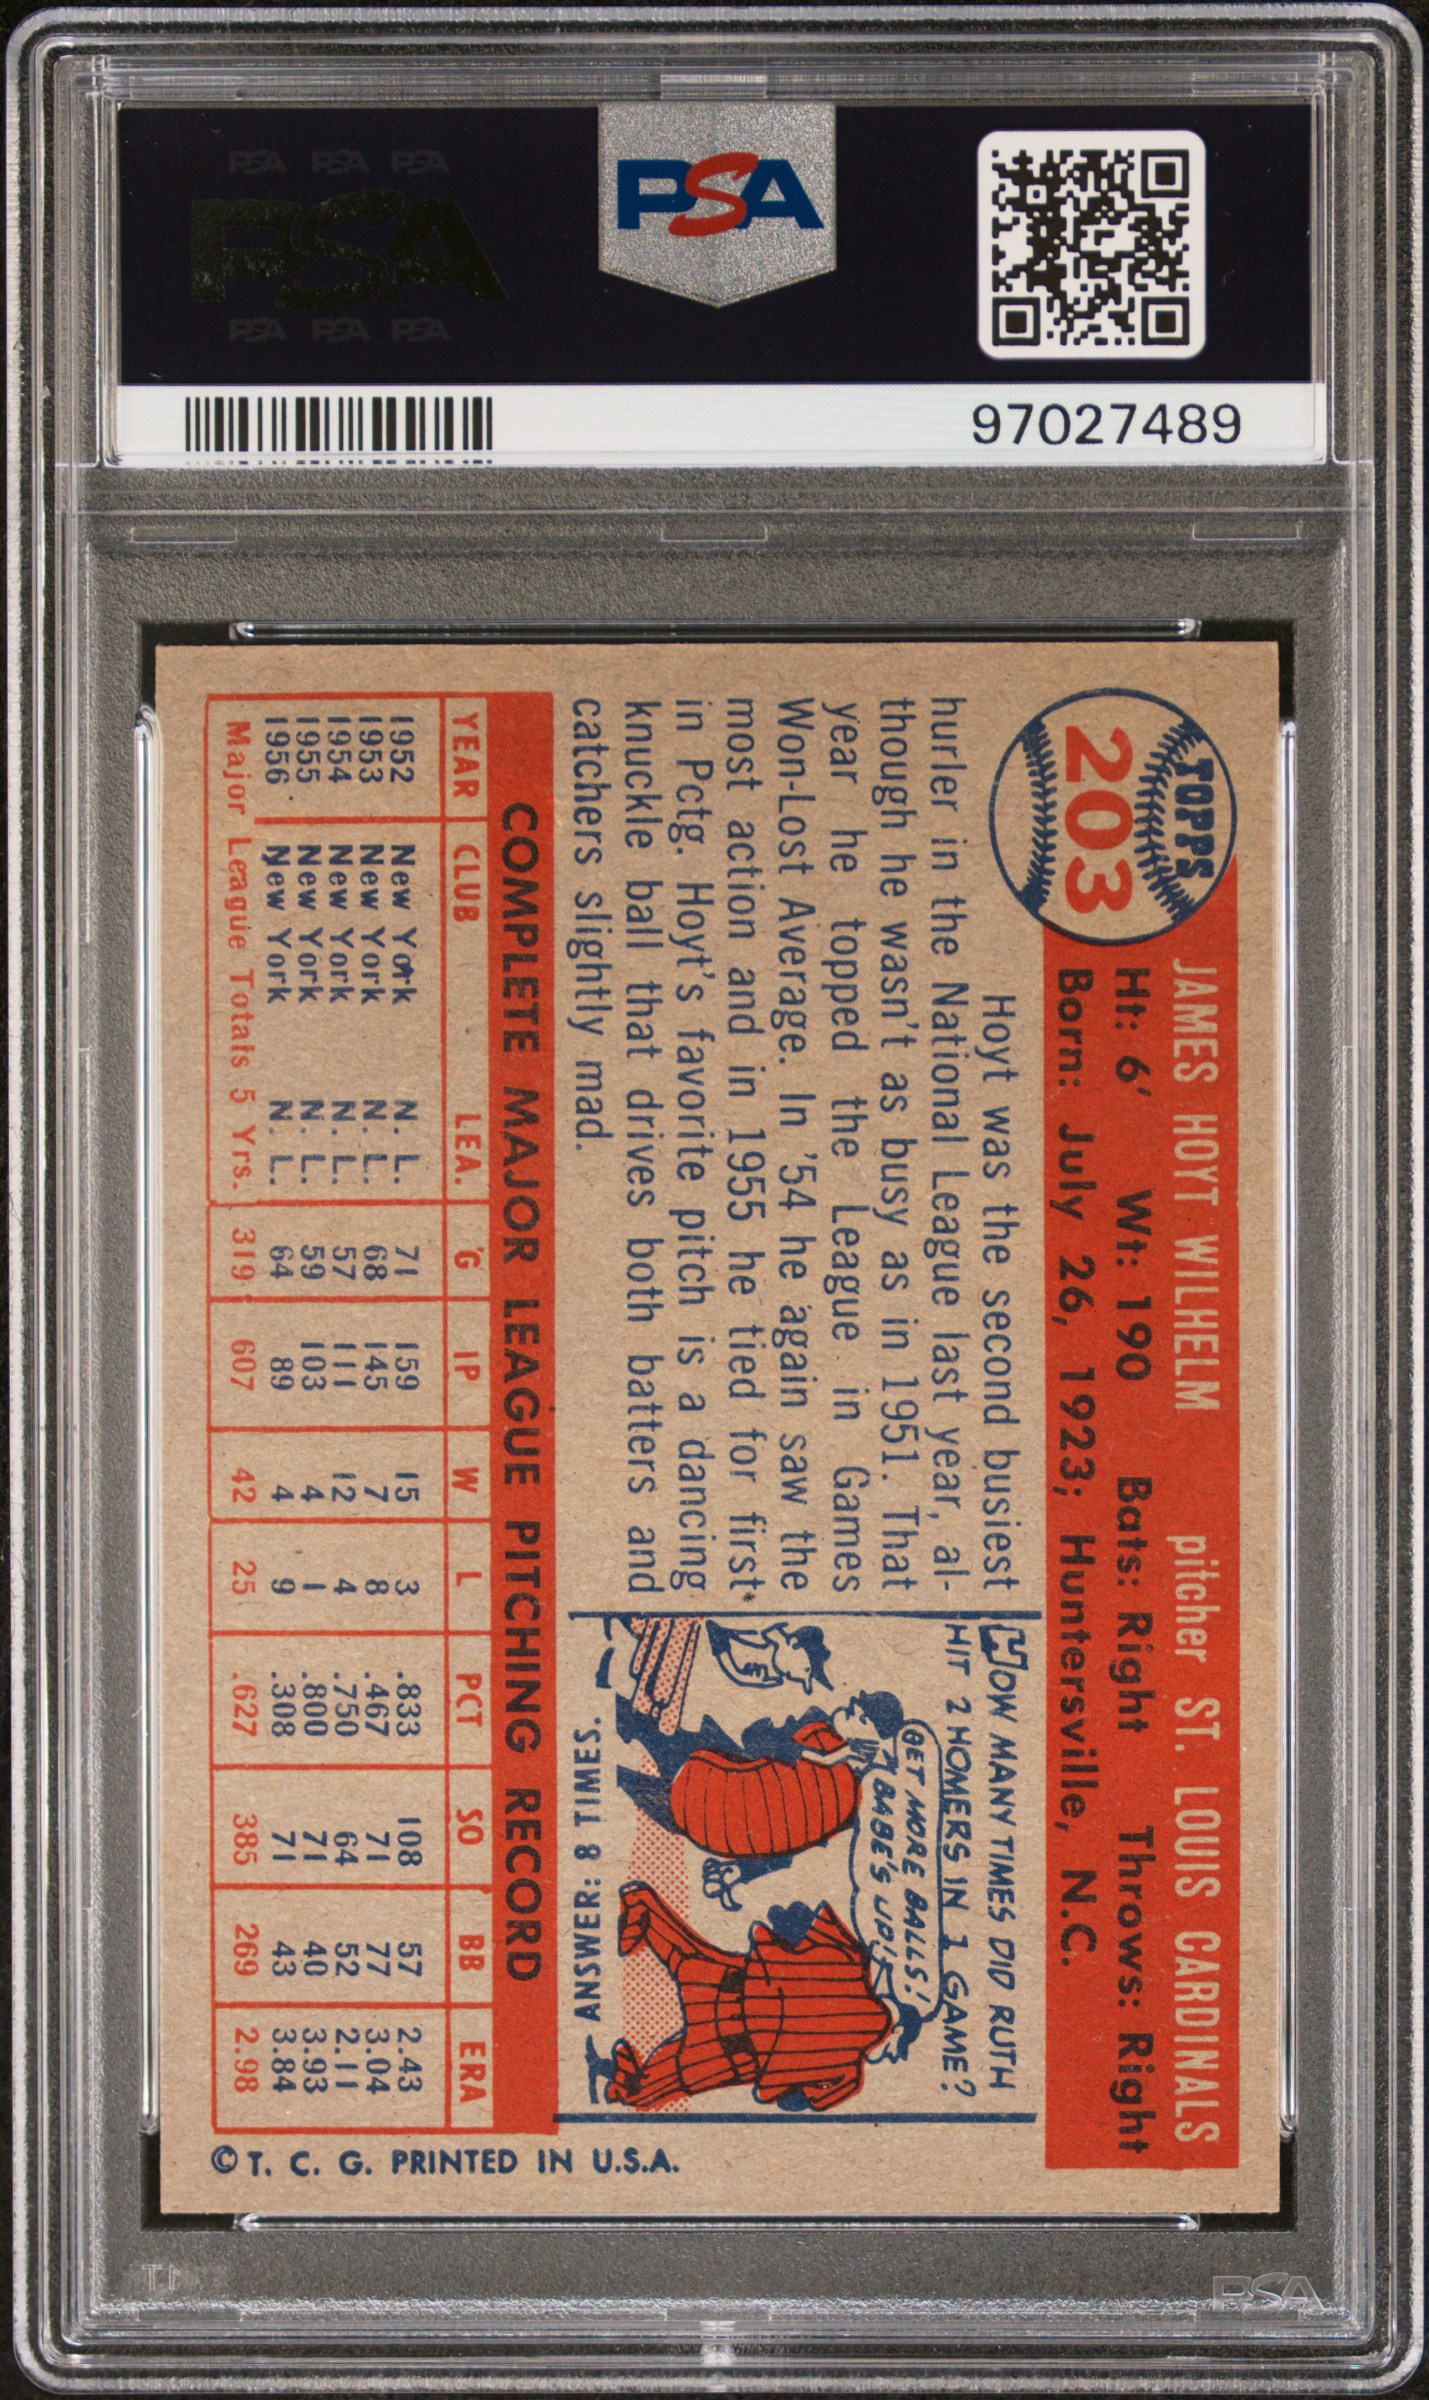 PSA PSA PSA
PSA
PSA PSA PSA
PSA
97027489
TOPPS
203
JAMES HOYT WILHELM pitcher ST. LOUIS CARDINALS
Ht: 6' Wt: 190 Bats: Right Throws: Right
Born: July 26, 1923; Huntersville, N.C.
Hoyt was the second busiest
hurler in the National League last year, al-
though he wasn't as busy as in 1951. That
year he topped the League in Games
Won-Lost Average. In '54 he again saw the
most action and in 1955 he tied for first
in Pctg. Hoyt's favorite pitch is a dancing
knuckle ball that drives both batters and
catchers slightly mad.
HOW MANY TIMES DID RUTH
HIT 2 HOMERS IN 1 GAME?
GET MORE BALLS!
BABE'S UP!
ANSWER: 8 TIMES.
COMPLETE MAJOR LEAGUE PITCHING RECORD
YEAR CLUB LEA. G IP W L PCT SO BB ERA
1952 New York N. L. 71 159 15 3 .833 108 57 2.43
1953 New York N. L. 68 145 7 8 .467 71 77 3.04
1954 New York N. L. 57 111 12 4 .750 64 52 2.11
1955 New York N. L. 59 103 4 1 .800 71 40 3.93
1956 New York N. L. 64 89 4 9 .308 71 43 3.84
Major League Totals 5 Yrs. 319 607 42 25 .627 385 269 2.98
© T. C. G. PRINTED IN U.S.A.
PSA